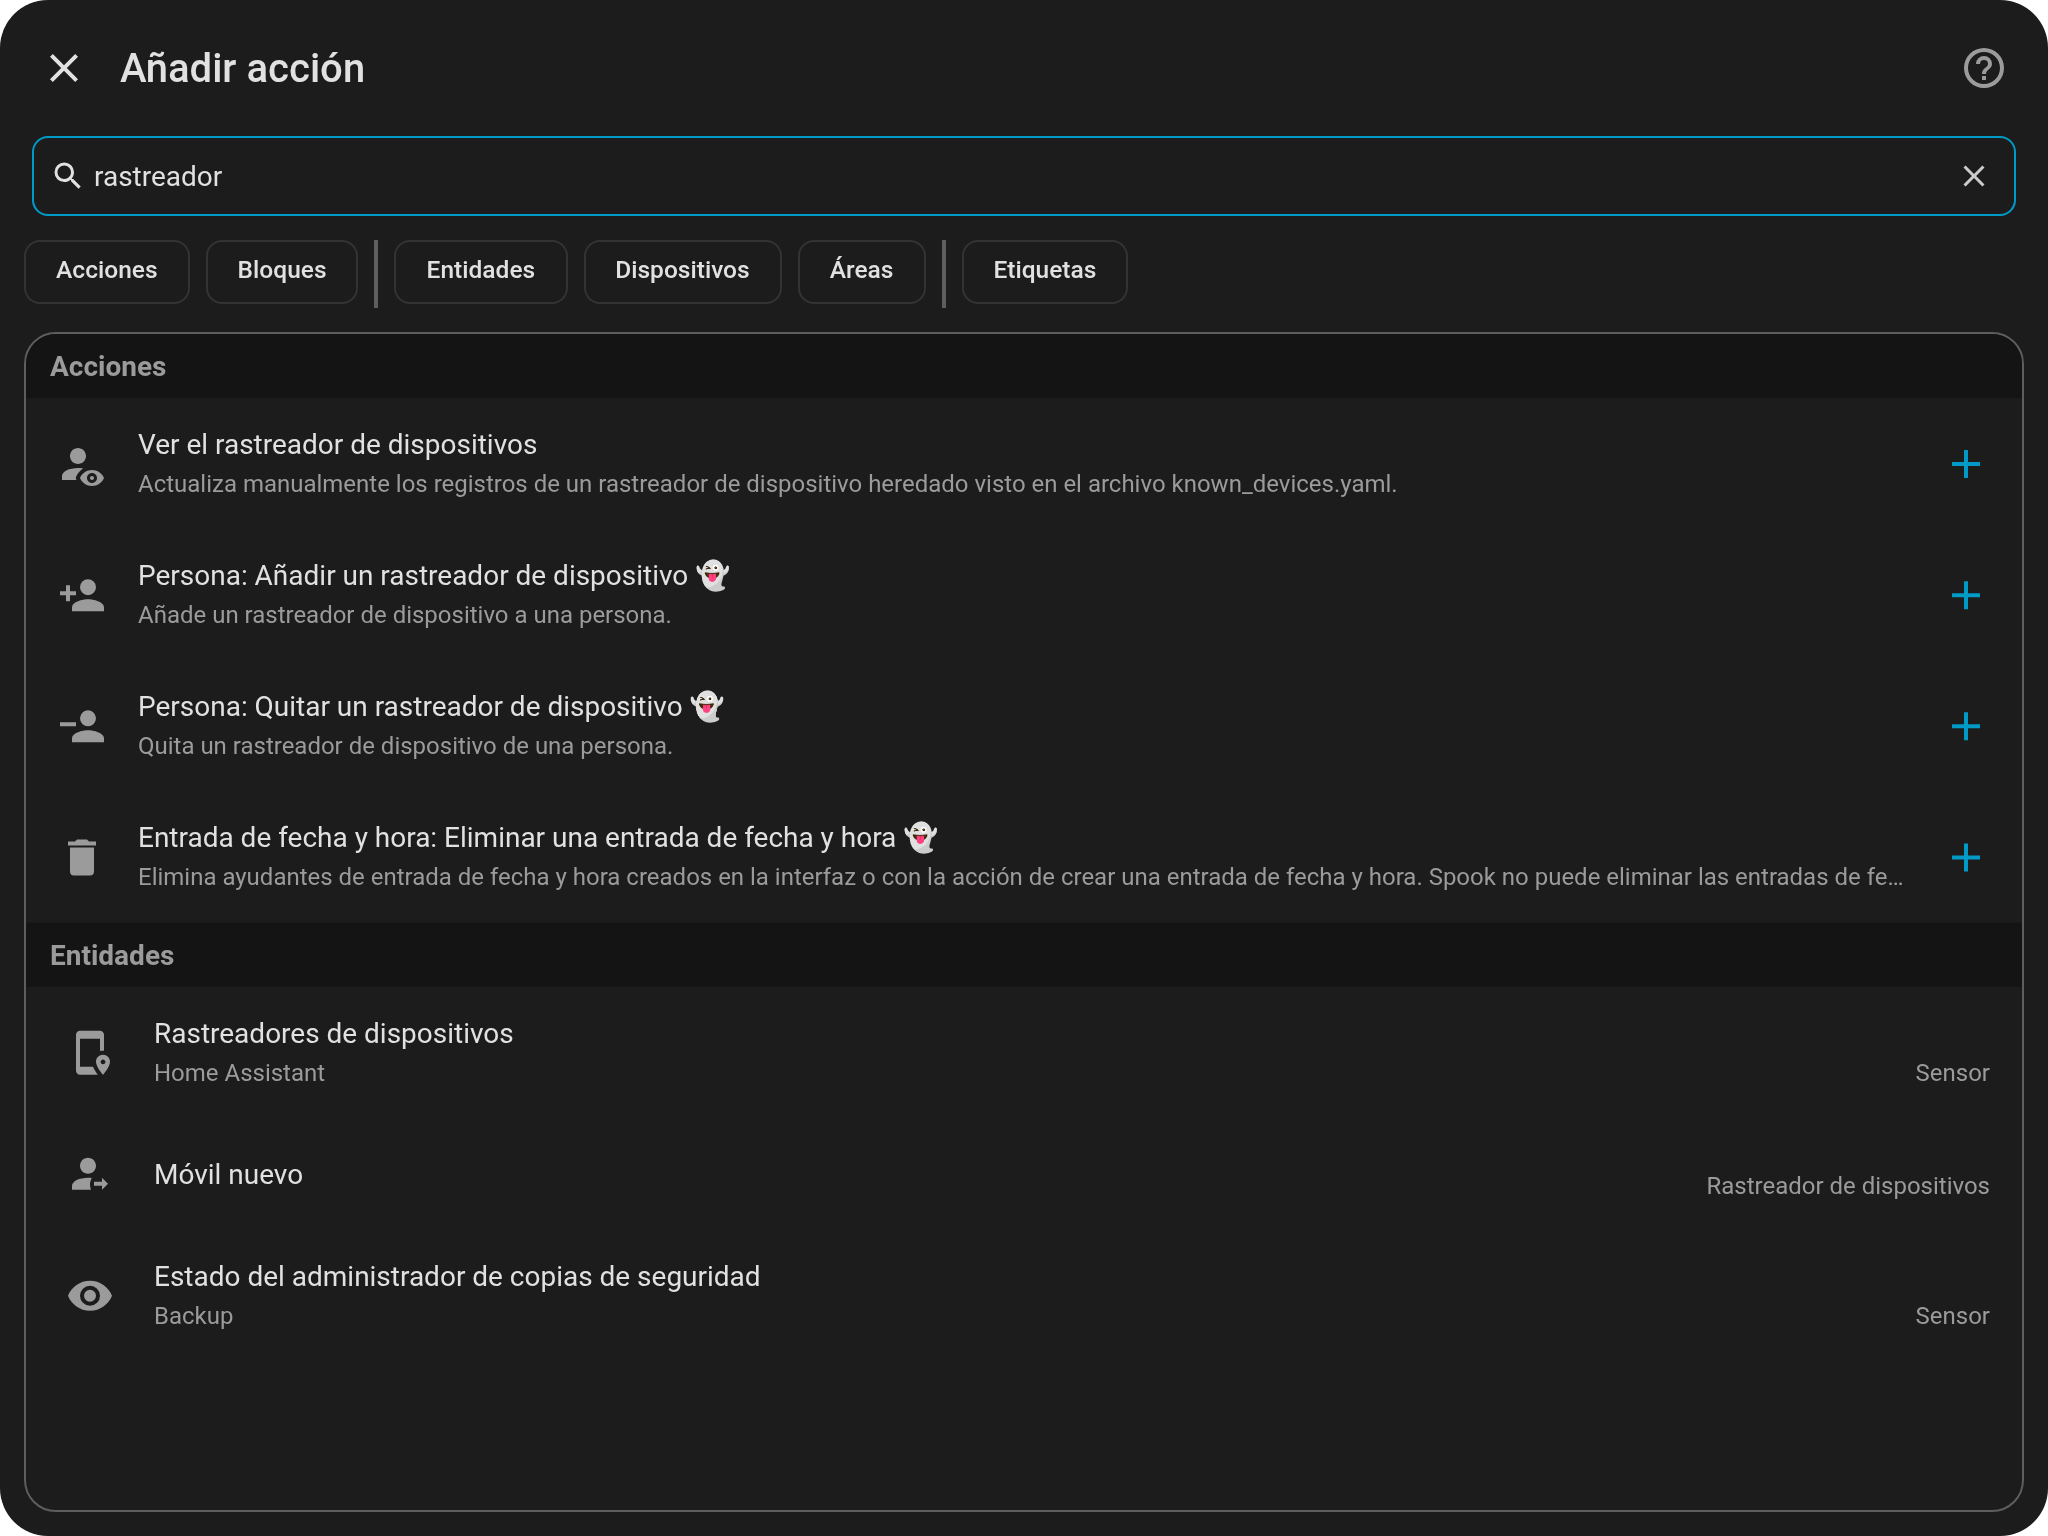 Añadir acción
rastreador
Acciones
Bloques
Entidades
Dispositivos
Áreas
Etiquetas
Acciones
Ver el rastreador de dispositivos
Actualiza manualmente los registros de un rastreador de dispositivo heredado visto en el archivo known_devices.yaml.
Persona: Añadir un rastreador de dispositivo 👻
Añade un rastreador de dispositivo a una persona.
Persona: Quitar un rastreador de dispositivo 👻
Quita un rastreador de dispositivo de una persona.
Entrada de fecha y hora: Eliminar una entrada de fecha y hora 👻
Elimina ayudantes de entrada de fecha y hora creados en la interfaz o con la acción de crear una entrada de fecha y hora. Spook no puede eliminar las entradas de fe…
Entidades
Rastreadores de dispositivos
Home Assistant
Sensor
Móvil nuevo
Rastreador de dispositivos
Estado del administrador de copias de seguridad
Backup
Sensor